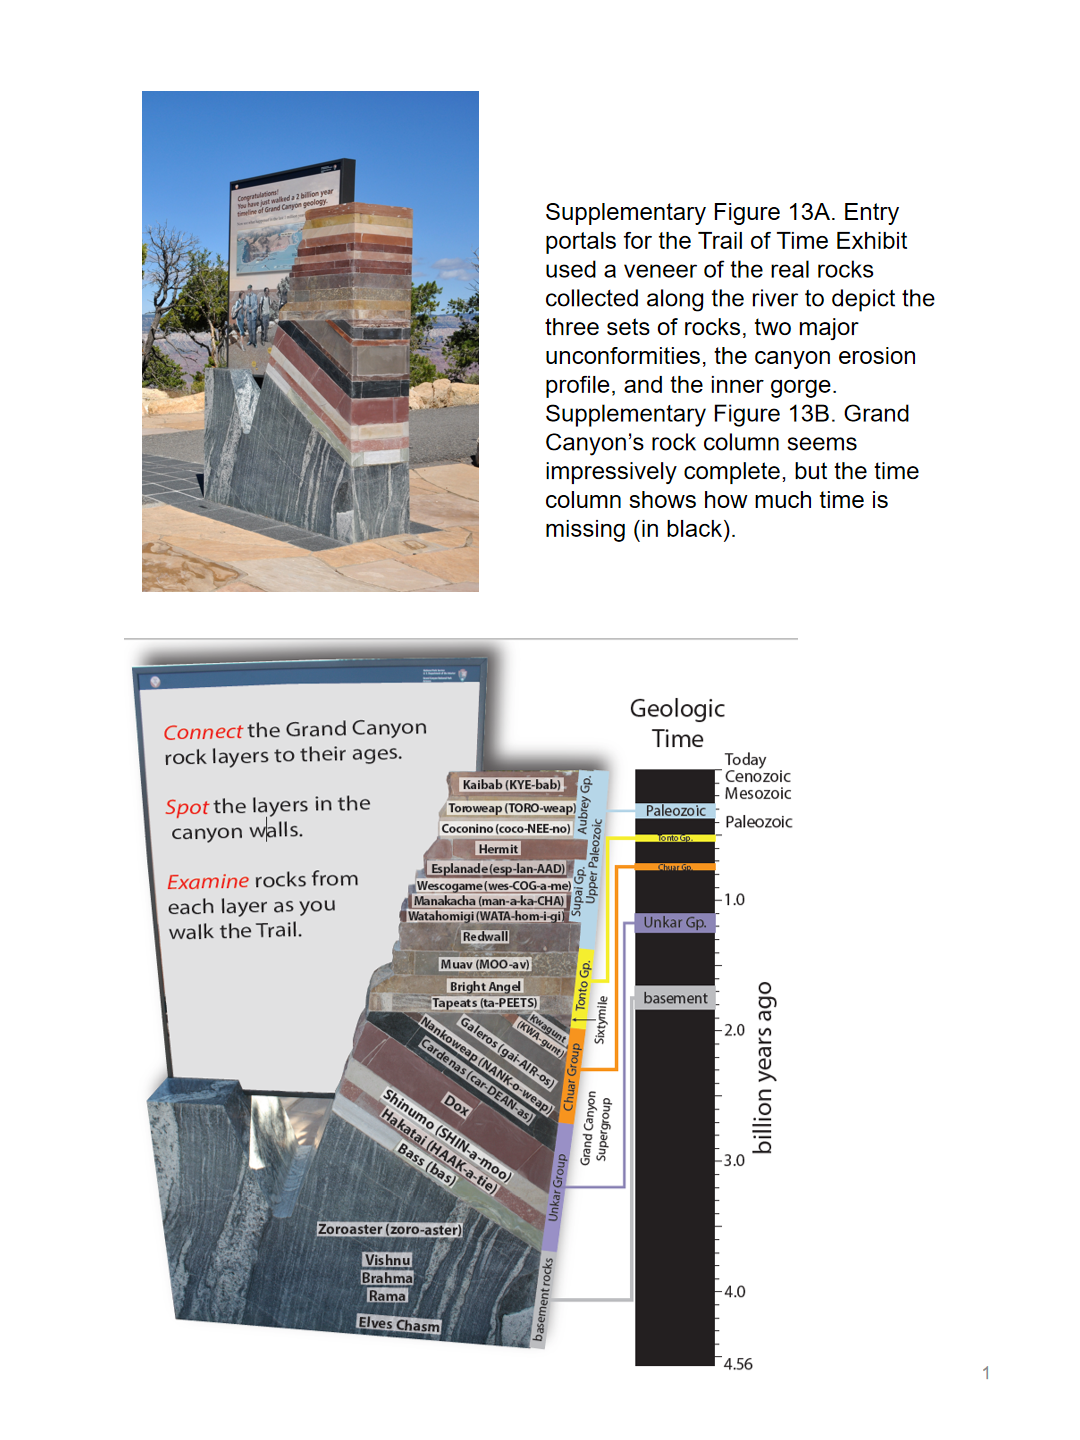 Congratulations!
You have just walked a 2 billion year
timeline of Grand Canyon geology.
Supplementary Figure 13A. Entry
portals for the Trail of Time Exhibit
used a veneer of the real rocks
collected along the river to depict the
three sets of rocks, two major
unconformities, the canyon erosion
profile, and the inner gorge.
Supplementary Figure 13B. Grand
Canyon’s rock column seems
impressively complete, but the time
column shows how much time is
missing (in black).
Connect the Grand Canyon
rock layers to their ages.
Spot the layers in the
canyon walls.
Examine rocks from
each layer as you
walk the Trail.
Kaibab (KYE-bab)
Toroweap (TORO-weap)
Coconino (coco-NEE-no)
Hermit
Esplanade (esp-lan-AAD)
Wescogame (wes-COG-a-me)
Manakacha (man-a-ka-CHA)
Watahomigi (WATA-hom-i-gi)
Redwall
Muav (MOO-av)
Bright Angel
Tapeats (ta-PEETS)
Kwagunt
(KWA-gunt)
Galeros (gai-AIR-os)
Nankoweap (NANK-o-weap)
Cardenas (car-DEAN-as)
Dox
Shinumo (SHIN-a-moo)
Hakatai (HAAK-a-tie)
Bass (bas)
Zoroaster (zoro-aster)
Vishnu
Brahma
Rama
Elves Chasm
Aubrey Gp.
Supai Gp.
Upper Paleozoic
Tonto Gp.
Sixtymile
Chuar Group
Grand Canyon
Supergroup
Unkar Group
basement rocks
Geologic
Time
Today
Cenozoic
Mesozoic
Paleozoic
Paleozoic
Tonto Gp.
Chuar Gp.
1.0
Unkar Gp.
basement
2.0
3.0
4.0
4.56
billion years ago
1